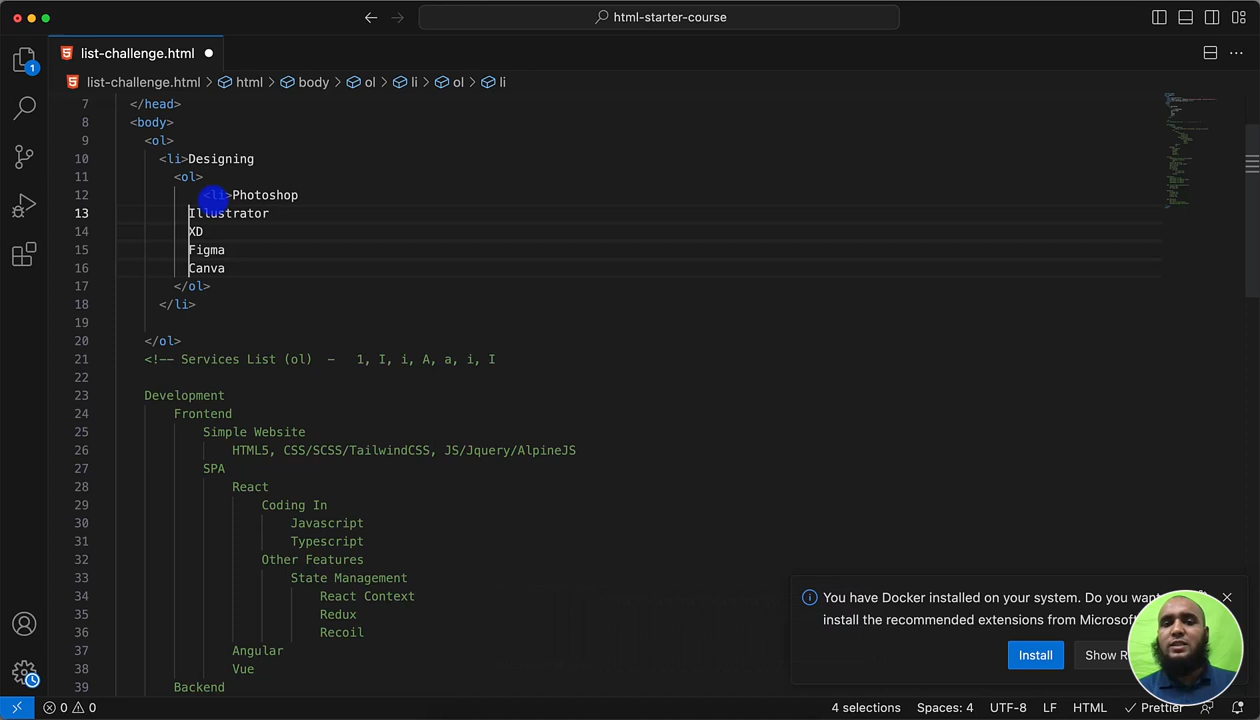 html-starter-course
list-challenge.html
1
list-challenge.html > html > body > ol > li > ol > li
7 </head>
8 <body>
9 <ol>
10 <li>Designing
11 <ol>
12 <li>Photoshop
13 Illustrator
14 XD
15 Figma
16 Canva
17 </ol>
18 </li>
19
20 </ol>
21 <!-- Services List (ol) - 1, I, i, A, a, i, I
22
23 Development
24 Frontend
25 Simple Website
26 HTML5, CSS/SCSS/TailwindCSS, JS/Jquery/AlpineJS
27 SPA
28 React
29 Coding In
30 Javascript
31 Typescript
32 Other Features
33 State Management
34 React Context
35 Redux
36 Recoil
37 Angular
38 Vue
39 Backend
You have Docker installed on your system. Do you want
install the recommended extensions from Microsoft
Install
Show
0 0
4 selections
Spaces: 4
UTF-8
LF
HTML
Prettier